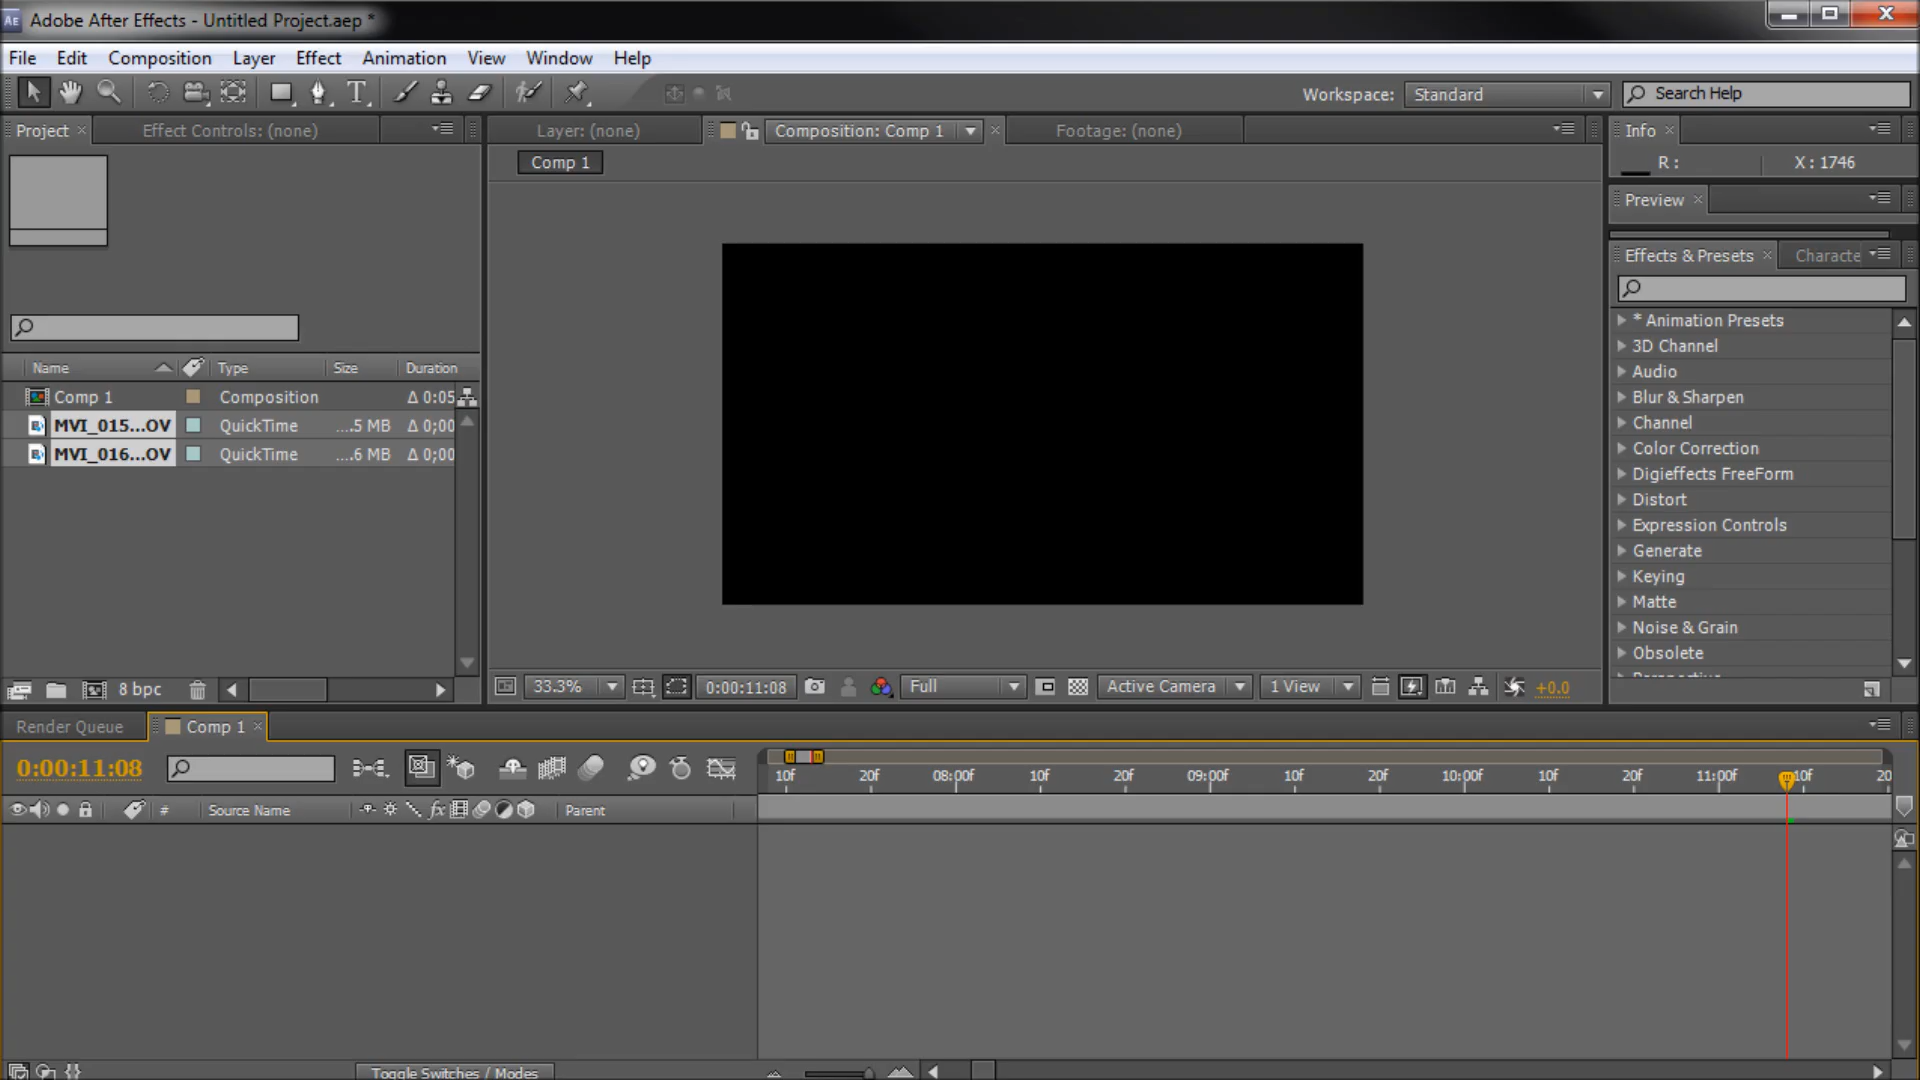 Adobe After Effects - Untitled Project.aep *
File Edit Composition Layer Effect Animation View Window Help
Workspace: Standard Search Help
Project Effect Controls: (none) Layer: (none) Composition: Comp 1 Footage: (none) Info
Comp 1 R : X : 1746
Preview
Effects & Presets Characte
* Animation Presets
3D Channel
Audio
Blur & Sharpen
Channel
Color Correction
Digieffects FreeForm
Distort
Expression Controls
Generate
Keying
Matte
Noise & Grain
Obsolete
Name Type Size Duration
Comp 1 Composition Δ 0:05
MVI_015...OV QuickTime ....5 MB Δ 0;00
MVI_016...OV QuickTime ....6 MB Δ 0;00
8 bpc 33.3% 0:00:11:08 Full Active Camera 1 View +0.0
Render Queue Comp 1
0:00:11:08 10f 20f 08:00f 10f 20f 09:00f 10f 20f 10:00f 10f 20f 11:00f 10f 20
# Source Name fx Parent
Toggle Switches / Modes